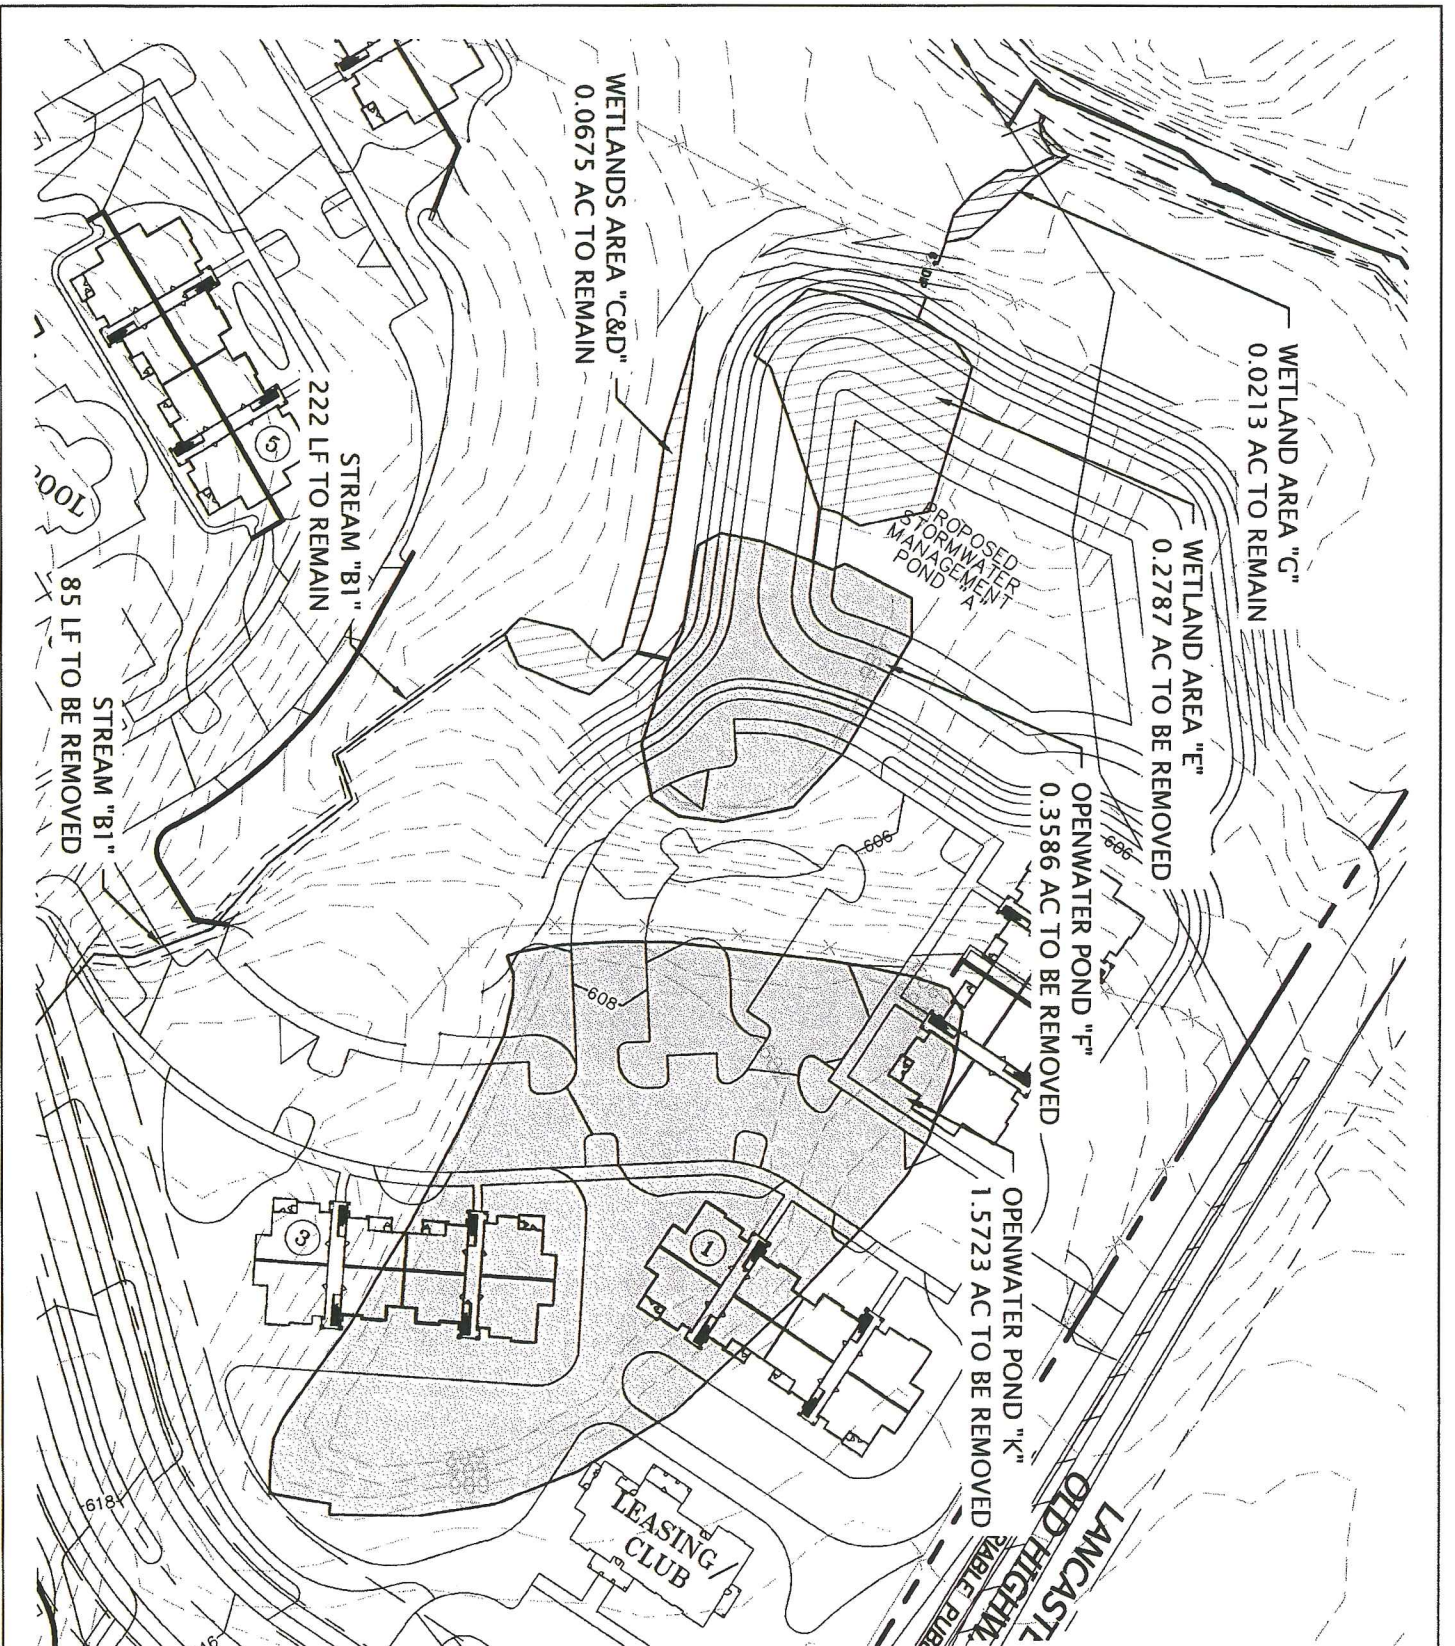 WETLANDS AREA "C&D"
0.0675 AC TO REMAIN
WETLAND AREA "G"
0.0213 AC TO REMAIN
WETLAND AREA "E"
0.2787 AC TO BE REMOVED
OPENWATER POND "F"
0.3586 AC TO BE REMOVED
OPENWATER POND "K"
1.5723 AC TO BE REMOVED
STREAM "B1"
222 LF TO REMAIN
STREAM "B1"
85 LF TO BE REMOVED
PROPOSED
STORMWATER
MANAGEMENT
POND "A"
5
606
606
608
3
1
618
LEASING/
CLUB